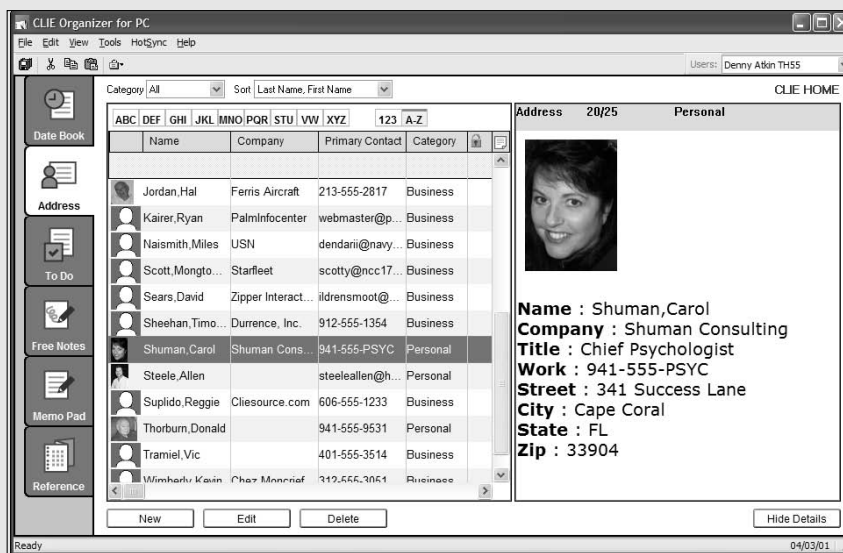 CLIE Organizer for PC
File Edit View Tools HotSync Help
Users: Denny Atkin TH55
Category All Sort Last Name, First Name CLIE HOME
ABC DEF GHI JKL MNO PQR STU VW XYZ 123 A-Z
Name Company Primary Contact Category
Jordan,Hal Ferris Aircraft 213-555-2817 Business
Kairer,Ryan PalmInfocenter webmaster@p... Business
Naismith,Miles USN dendarii@navy... Business
Scott,Mongto... Starfleet scotty@ncc17... Business
Sears,David Zipper Interact... ildrensmoot@... Business
Sheehan,Timo... Durrence, Inc. 912-555-1354 Business
Shuman,Carol Shuman Cons... 941-555-PSYC Personal
Steele,Allen steeleallen@h... Personal
Suplido,Reggie Cliesource.com 606-555-1233 Business
Thorburn,Donald 941-555-9531 Personal
Tramiel,Vic 401-555-3514 Business
Wimberly,Kevin Chez Moncrief 312-555-3051 Business
Date Book
Address
To Do
Free Notes
Memo Pad
Reference
Address 20/25 Personal
Name : Shuman,Carol
Company : Shuman Consulting
Title : Chief Psychologist
Work : 941-555-PSYC
Street : 341 Success Lane
City : Cape Coral
State : FL
Zip : 33904
New Edit Delete Hide Details
Ready 04/03/01